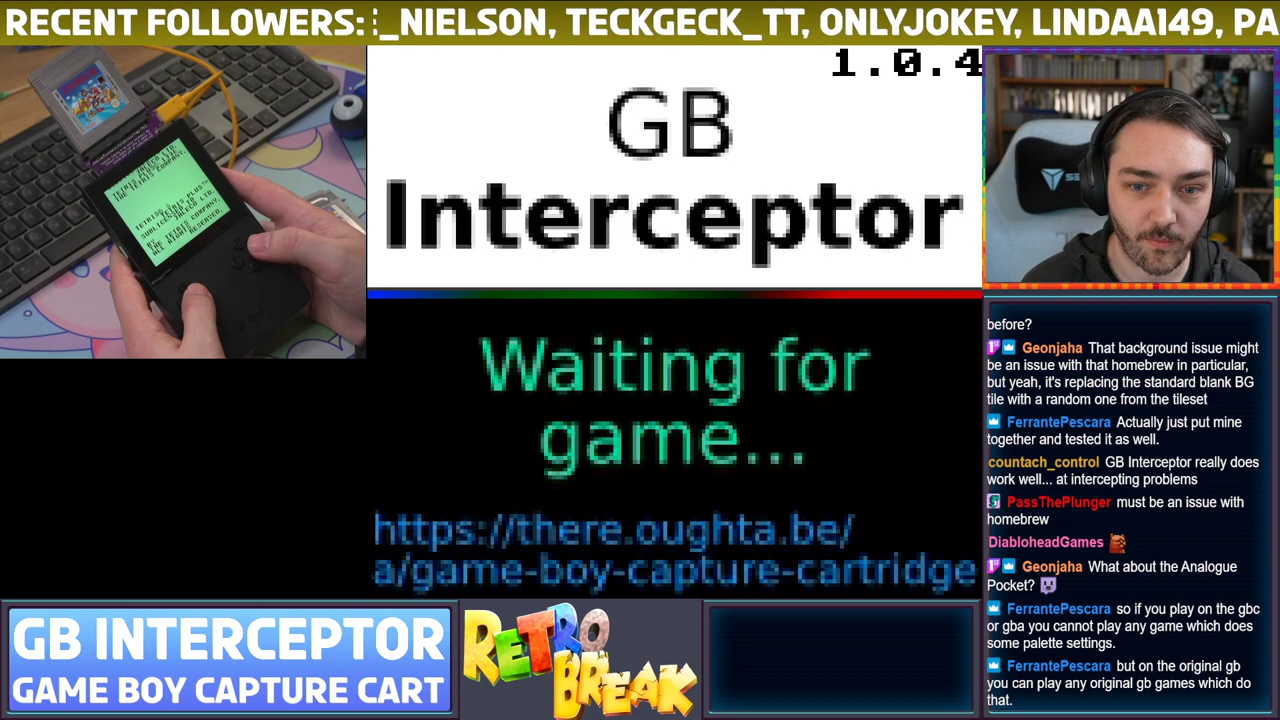 RECENT FOLLOWERS: E_NIELSON, TECKGECK_TT, ONLYJOKEY, LINDAA149, PA
1.0.4
GB
Interceptor
Waiting for
game...
https://there.oughta.be/
a/game-boy-capture-cartridge
before?
Geonjaha That background issue might
be an issue with that homebrew in particular,
but yeah, it's replacing the standard blank BG
tile with a random one from the tileset
FerrantePescara Actually just put mine
together and tested it as well.
countach_control GB Interceptor really does
work well... at intercepting problems
PassThePlunger must be an issue with
homebrew
DiabloheadGames
Geonjaha What about the Analogue
Pocket?
FerrantePescara so if you play on the gbc
or gba you cannot play any game which does
some palette settings.
FerrantePescara but on the original gb
you can play any original gb games which do
that.
GB INTERCEPTOR
GAME BOY CAPTURE CART
RETRO
BREAK